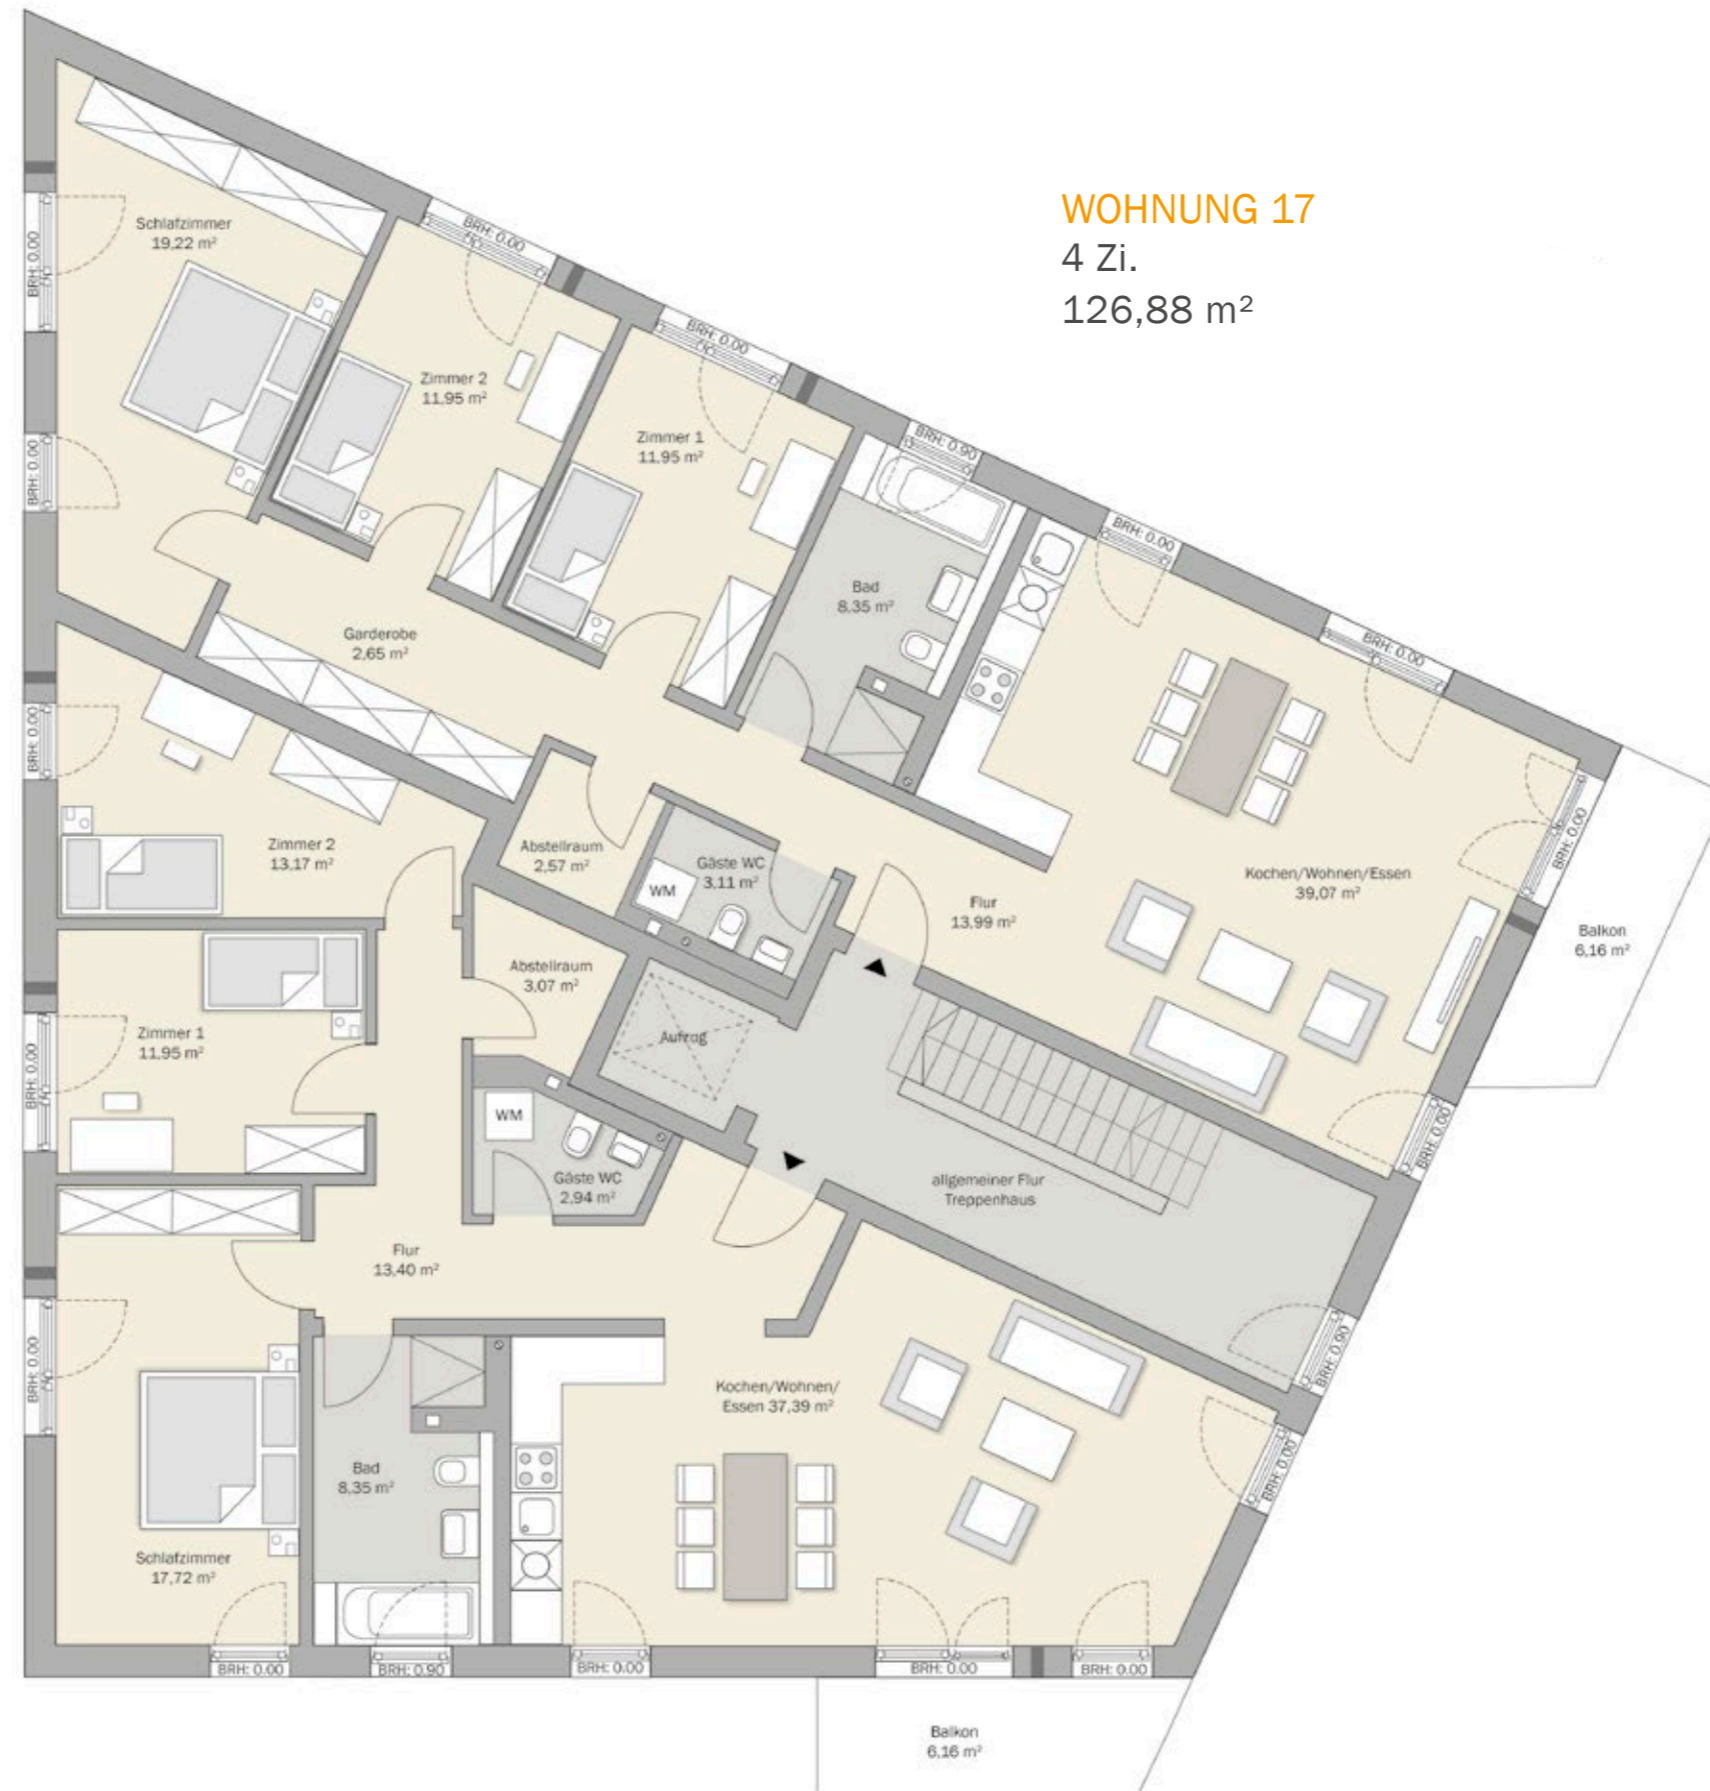 WOHNUNG 17
4 Zi.
126,88 m²
Schlafzimmer
19,22 m²
BRH: 0.00
BRH: 0.00
BRH: 0.00
Zimmer 2
11,95 m²
BRH: 0.00
Zimmer 1
11,95 m²
BRH: 0.90
Bad
8,35 m²
BRH: 0.00
BRH: 0.00
Garderobe
2,65 m²
BRH: 0.00
Zimmer 2
13,17 m²
Abstellraum
2,57 m²
WM
Gäste WC
3,11 m²
Flur
13,99 m²
Kochen/Wohnen/Essen
39,07 m²
BRH: 0.00
Balkon
6,16 m²
Abstellraum
3,07 m²
Aufzug
Zimmer 1
11,95 m²
BRH: 0.00
WM
Gäste WC
2,94 m²
allgemeiner Flur
Treppenhaus
BRH: 0.00
Flur
13,40 m²
BRH: 0.00
BRH: 0.90
Kochen/Wohnen/
Essen 37,39 m²
BRH: 0.00
Bad
8,35 m²
Schlafzimmer
17,72 m²
BRH: 0.00
BRH: 0.90
BRH: 0.00
BRH: 0.00
BRH: 0.00
Balkon
6,16 m²